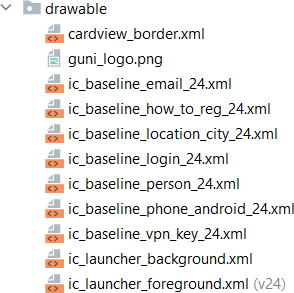 drawable
cardview_border.xml
guni_logo.png
ic_baseline_email_24.xml
ic_baseline_how_to_reg_24.xml
ic_baseline_location_city_24.xml
ic_baseline_login_24.xml
ic_baseline_person_24.xml
ic_baseline_phone_android_24.xml
ic_baseline_vpn_key_24.xml
ic_launcher_background.xml
ic_launcher_foreground.xml (v24)